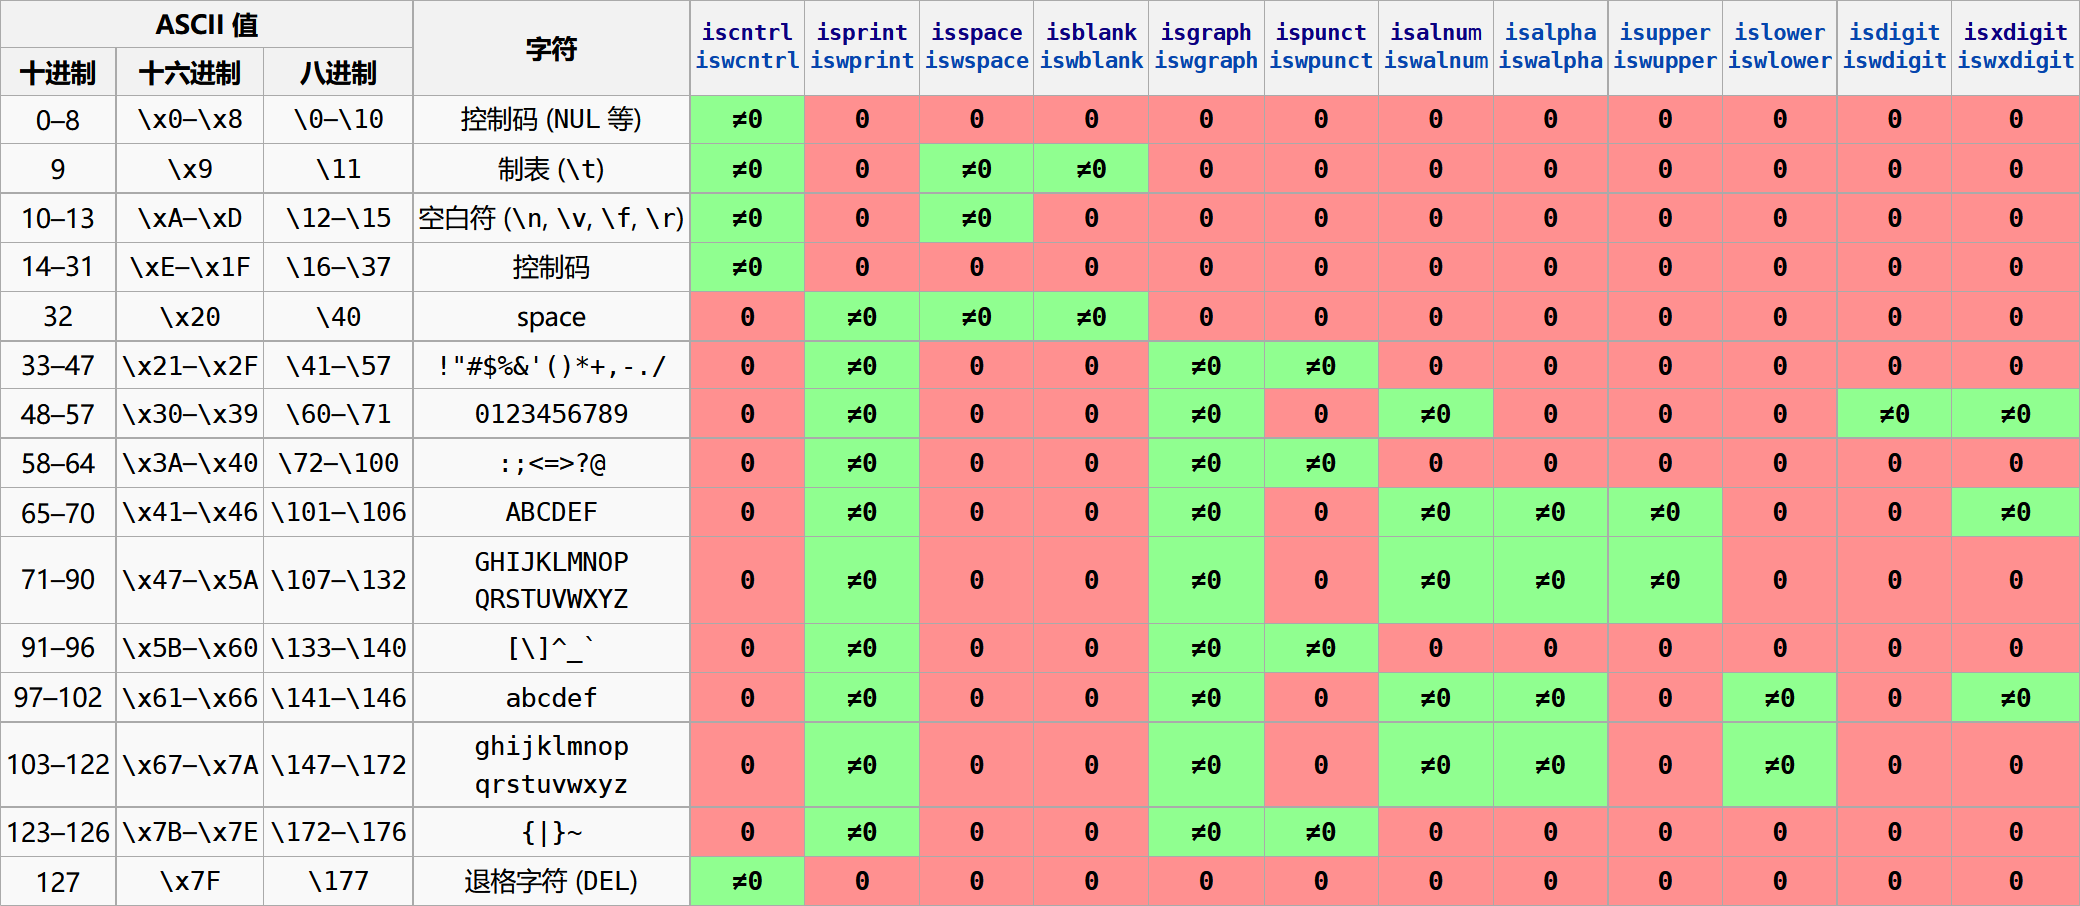 ASCII 值
字符
iscntrl isprint isspace isblank isgraph ispunct isalnum isalpha isupper islower isdigit isxdigit
iswcntrl iswprint iswspace iswblank iswgraph iswpunct iswalnum iswalpha iswupper iswlower iswdigit iswxdigit
十进制 十六进制 八进制
0–8 \x0–\x8 \0–\10 控制码 (NUL 等) ≠0 0 0 0 0 0 0 0 0 0 0 0
9 \x9 \11 制表 (\t) ≠0 0 ≠0 ≠0 0 0 0 0 0 0 0 0
10–13 \xA–\xD \12–\15 空白符 (\n, \v, \f, \r) ≠0 0 ≠0 0 0 0 0 0 0 0 0 0
14–31 \xE–\x1F \16–\37 控制码 ≠0 0 0 0 0 0 0 0 0 0 0 0
32 \x20 \40 space 0 ≠0 ≠0 ≠0 0 0 0 0 0 0 0 0
33–47 \x21–\x2F \41–\57 !"#$%&'()*+,-./ 0 ≠0 0 0 ≠0 ≠0 0 0 0 0 0 0
48–57 \x30–\x39 \60–\71 0123456789 0 ≠0 0 0 ≠0 0 ≠0 0 0 0 ≠0 ≠0
58–64 \x3A–\x40 \72–\100 :;<=>?@ 0 ≠0 0 0 ≠0 ≠0 0 0 0 0 0 0
65–70 \x41–\x46 \101–\106 ABCDEF 0 ≠0 0 0 ≠0 0 ≠0 ≠0 ≠0 0 0 ≠0
71–90 \x47–\x5A \107–\132 GHIJKLMNOP
QRSTUVWXYZ 0 ≠0 0 0 ≠0 0 ≠0 ≠0 ≠0 0 0 0
91–96 \x5B–\x60 \133–\140 [\]^_` 0 ≠0 0 0 ≠0 ≠0 0 0 0 0 0 0
97–102 \x61–\x66 \141–\146 abcdef 0 ≠0 0 0 ≠0 0 ≠0 ≠0 0 ≠0 0 ≠0
103–122 \x67–\x7A \147–\172 ghijklmnop
qrstuvwxyz 0 ≠0 0 0 ≠0 0 ≠0 ≠0 0 ≠0 0 0
123–126 \x7B–\x7E \172–\176 {|}~ 0 ≠0 0 0 ≠0 ≠0 0 0 0 0 0 0
127 \x7F \177 退格字符 (DEL) ≠0 0 0 0 0 0 0 0 0 0 0 0